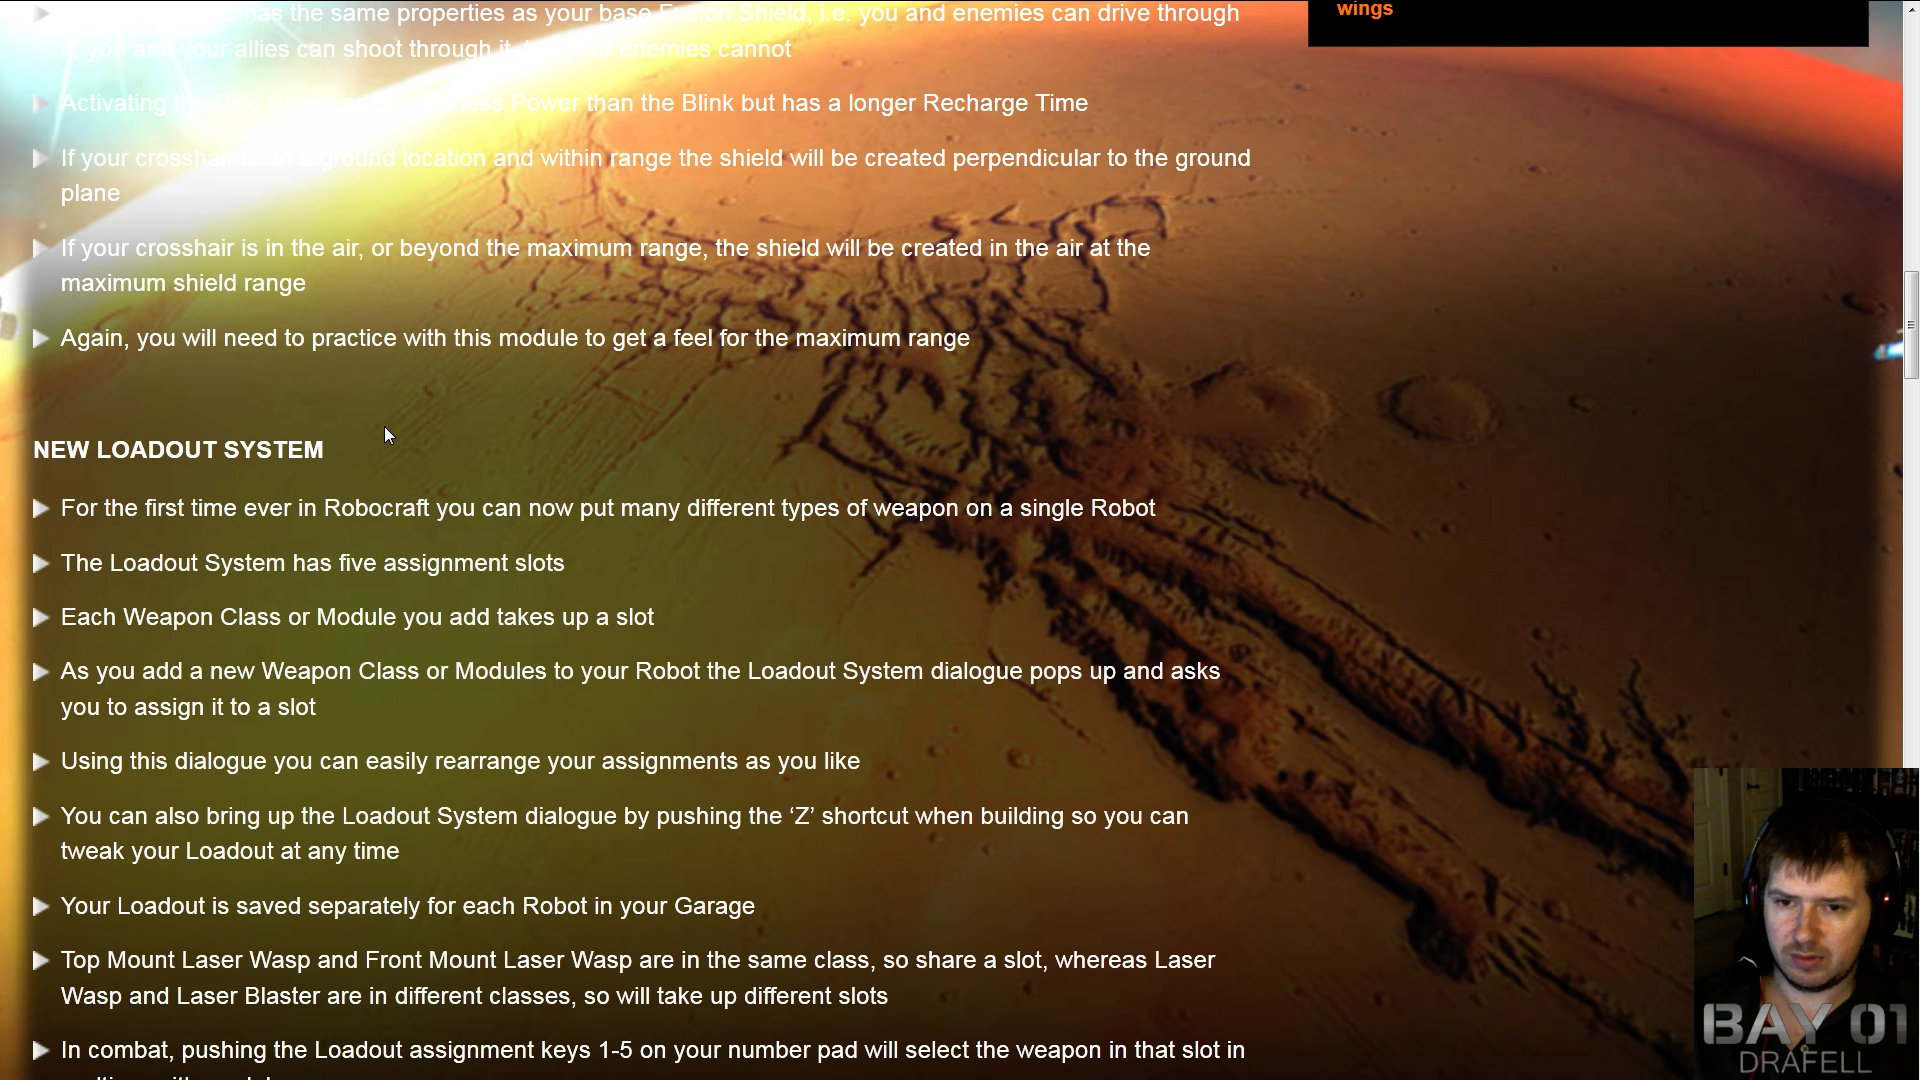 wings
has the same properties as your base Fusion Shield, i.e. you and enemies can drive through
it, you and your allies can shoot through it, enemies cannot
Activating the Disc less Power than the Blink but has a longer Recharge Time
If your crosshair is on a ground location and within range the shield will be created perpendicular to the ground
plane
If your crosshair is in the air, or beyond the maximum range, the shield will be created in the air at the
maximum shield range
Again, you will need to practice with this module to get a feel for the maximum range
NEW LOADOUT SYSTEM
For the first time ever in Robocraft you can now put many different types of weapon on a single Robot
The Loadout System has five assignment slots
Each Weapon Class or Module you add takes up a slot
As you add a new Weapon Class or Modules to your Robot the Loadout System dialogue pops up and asks
you to assign it to a slot
Using this dialogue you can easily rearrange your assignments as you like
You can also bring up the Loadout System dialogue by pushing the ‘Z’ shortcut when building so you can
tweak your Loadout at any time
Your Loadout is saved separately for each Robot in your Garage
Top Mount Laser Wasp and Front Mount Laser Wasp are in the same class, so share a slot, whereas Laser
Wasp and Laser Blaster are in different classes, so will take up different slots
In combat, pushing the Loadout assignment keys 1-5 on your number pad will select the weapon in that slot in
BAY 01
DRAFELL